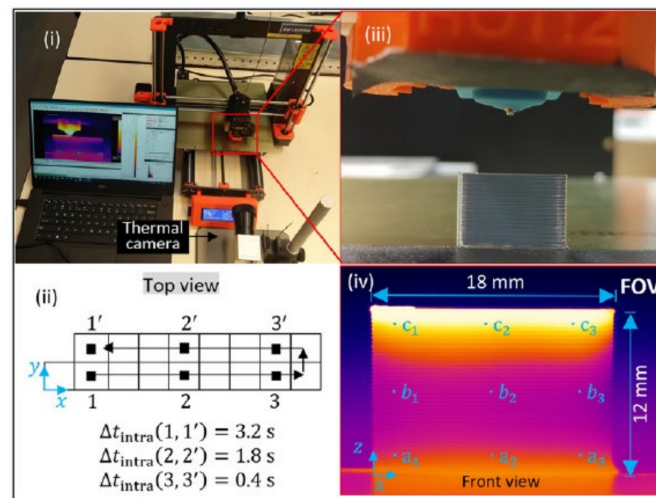 (i)
Thermal
camera
(ii)
Top view
1′ 2′ 3′
y
x
1 2 3
Δt_intra(1, 1′) = 3.2 s
Δt_intra(2, 2′) = 1.8 s
Δt_intra(3, 3′) = 0.4 s
(iii)
(iv)
18 mm
FOV
c₁ c₂ c₃
b₁ b₂ b₃
12 mm
a₁ a₂ a₃
z
x
Front view